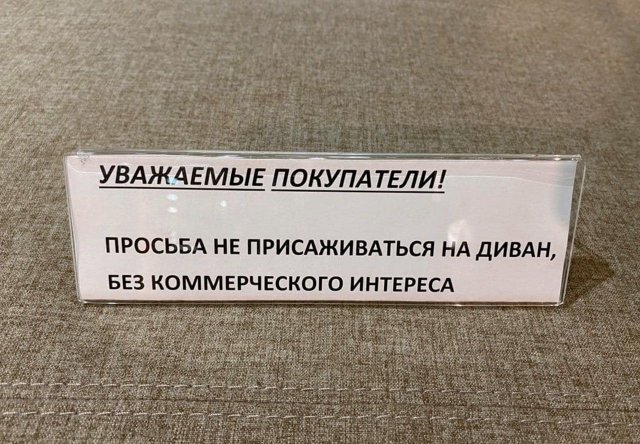 УВАЖАЕМЫЕ ПОКУПАТЕЛИ!
ПРОСЬБА НЕ ПРИСАЖИВАТЬСЯ НА ДИВАН,
БЕЗ КОММЕРЧЕСКОГО ИНТЕРЕСА